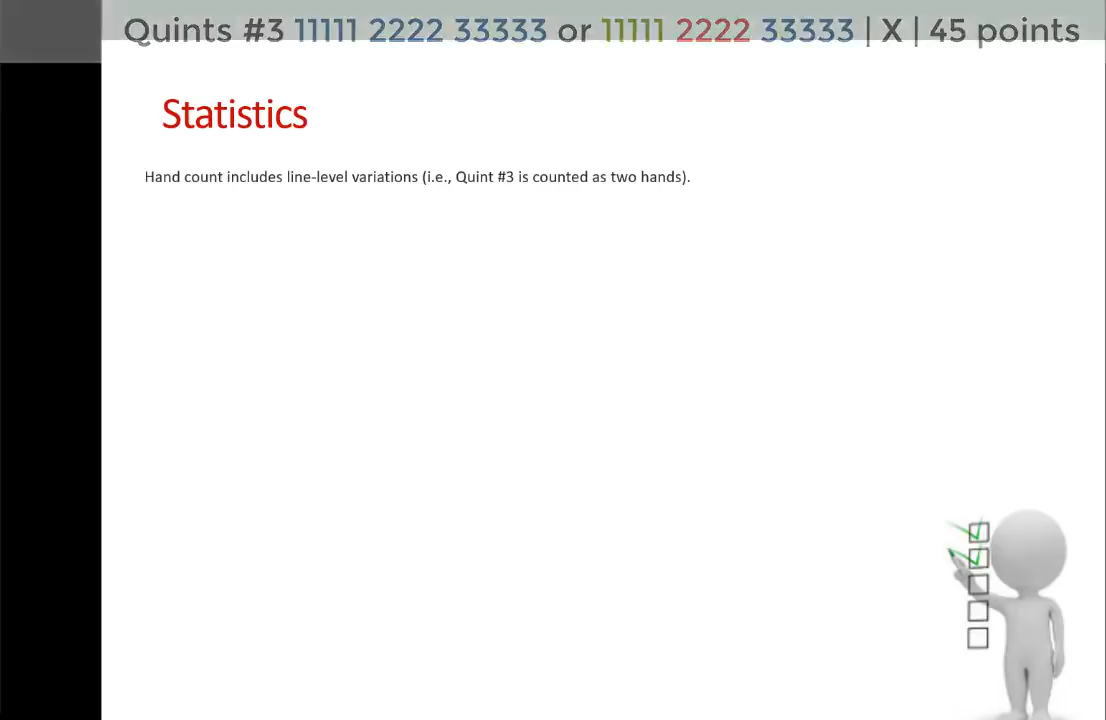 Quints #3 11111 2222 33333 or 11111 2222 33333 | X | 45 points
Statistics
Hand count includes line-level variations (i.e., Quint #3 is counted as two hands).